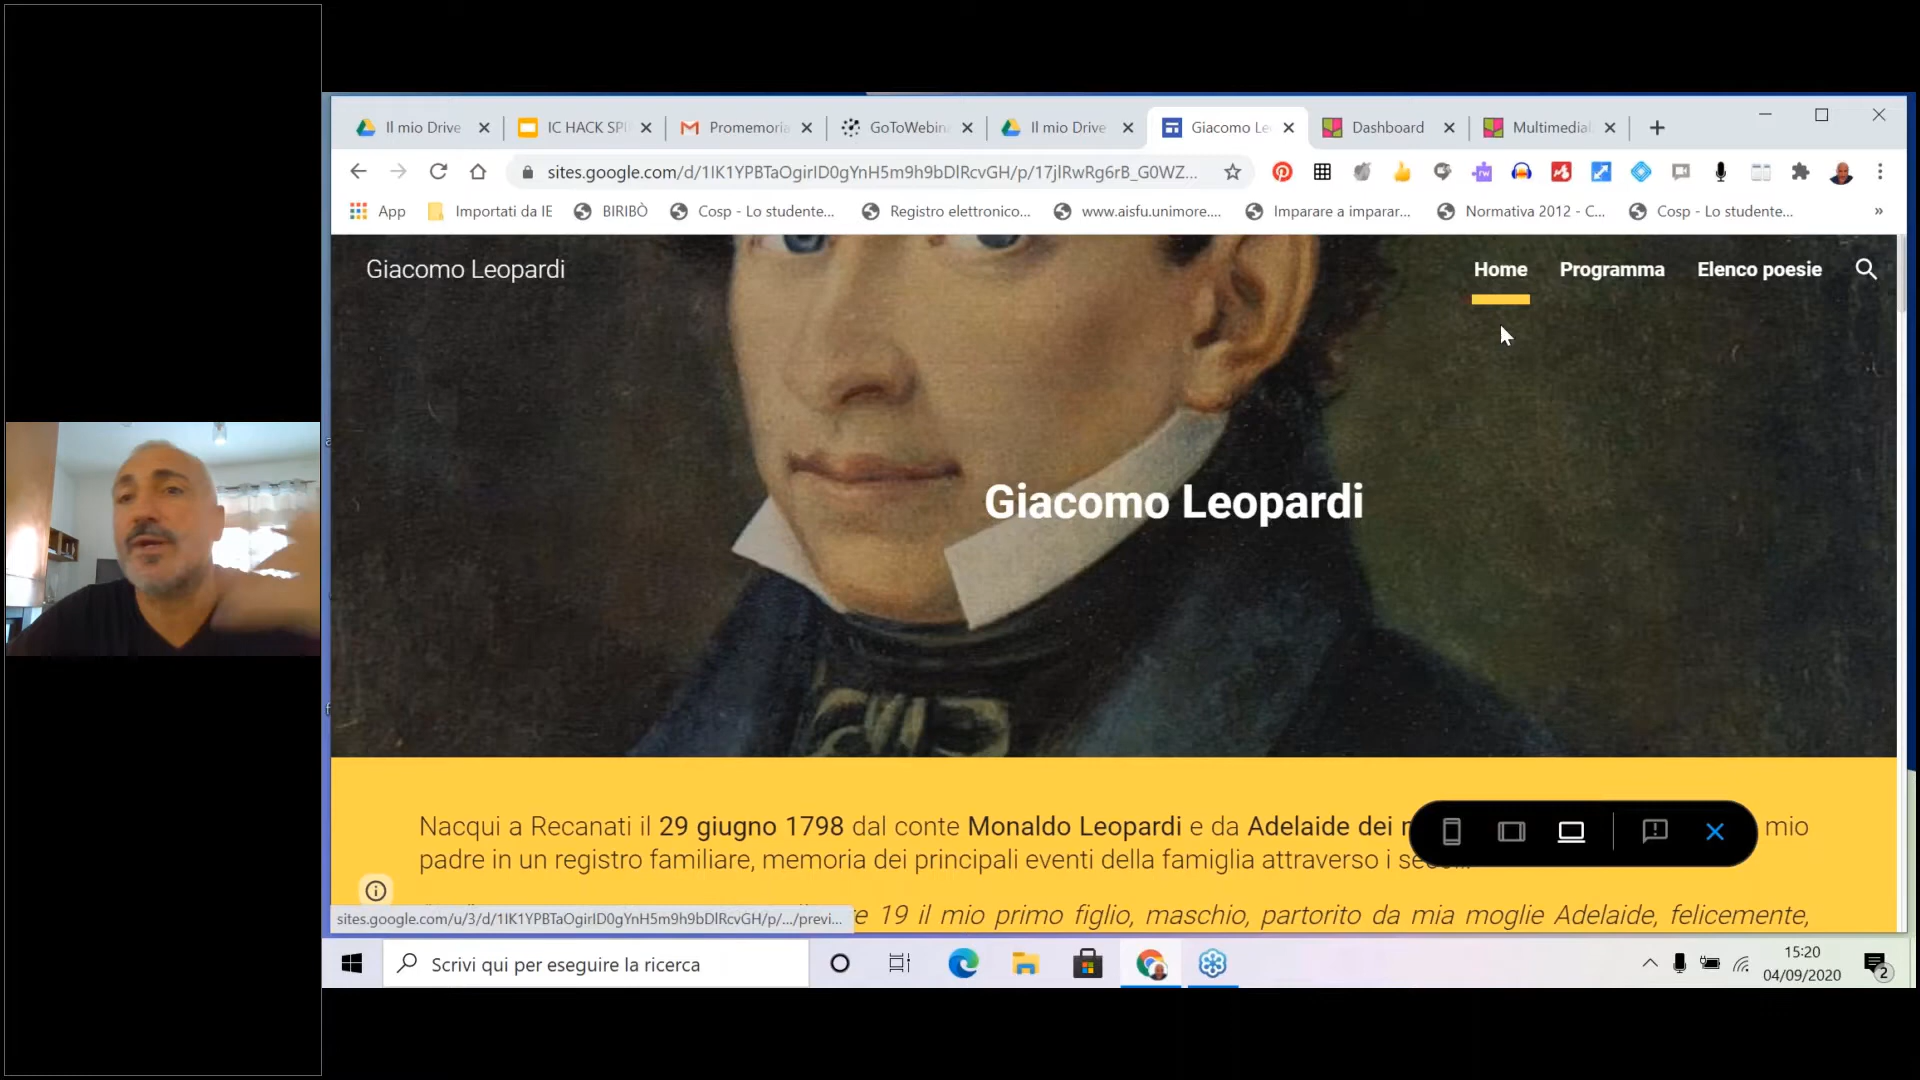 Il mio Drive
IC HACK SPI
Promemoria
GoToWebina
Il mio Drive
Giacomo Le
Dashboard
Multimedial
sites.google.com/d/1IK1YPBTaOgirID0gYnH5m9h9bDlRcvGH/p/17jlRwRg6rB_G0WZ...
App
Importati da IE
BIRIBÒ
Cosp - Lo studente...
Registro elettronico...
www.aisfu.unimore....
Imparare a imparar...
Normativa 2012 - C...
Cosp - Lo studente...
»
Giacomo Leopardi
Home
Programma
Elenco poesie
Giacomo Leopardi
Nacqui a Recanati il 29 giugno 1798 dal conte Monaldo Leopardi e da Adelaide dei mio
padre in un registro familiare, memoria dei principali eventi della famiglia attraverso i
19 il mio primo figlio, maschio, partorito da mia moglie Adelaide, felicemente,
sites.google.com/u/3/d/1IK1YPBTaOgirID0gYnH5m9h9bDlRcvGH/p/.../previ...
Scrivi qui per eseguire la ricerca
15:20
04/09/2020
2